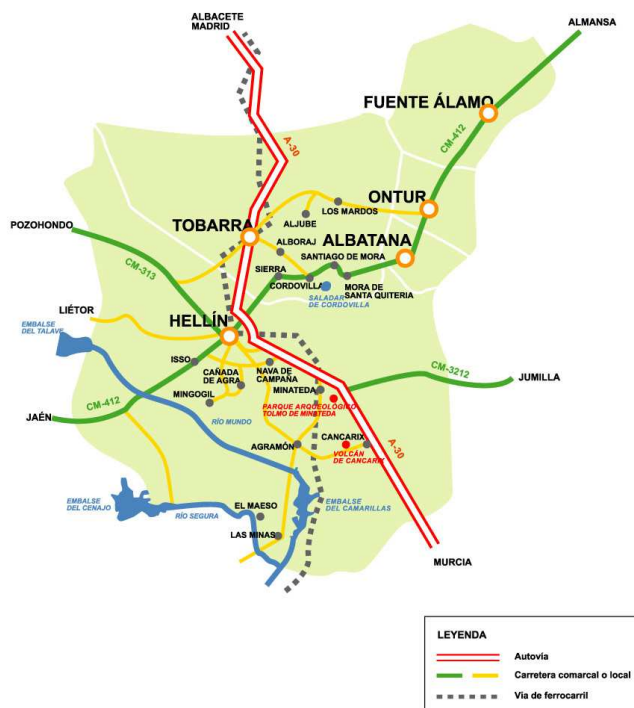 ALBACETE
MADRID
ALMANSA
FUENTE ÁLAMO
CM-412
A-30
ONTUR
LOS MARDOS
ALJUBE
TOBARRA
POZOHONDO
ALBATANA
ALBORAJ
SANTIAGO DE MORA
CM-313
SIERRA
CORDOVILLA
MORA DE
SANTA QUITERIA
SALADAR
DE CORDOVILLA
LIÉTOR
HELLÍN
EMBALSE
DEL TALAVE
ISSO
CAÑADA
DE AGRA
NAVA DE
CAMPAÑA
MINATEDA
CM-3212
JUMILLA
MINGOGIL
PARQUE ARQUEOLÓGICO
TOLMO DE MINATEDA
CM-412
JAÉN
RÍO MUNDO
AGRAMÓN
CANCARIX
A-30
VOLCÁN
DE CANCARIX
EMBALSE
DEL CENAJO
RÍO SEGURA
EL MAESO
EMBALSE
DEL CAMARILLAS
LAS MINAS
MURCIA
LEYENDA
Autovía
Carretera comarcal o local
Via de ferrocarril